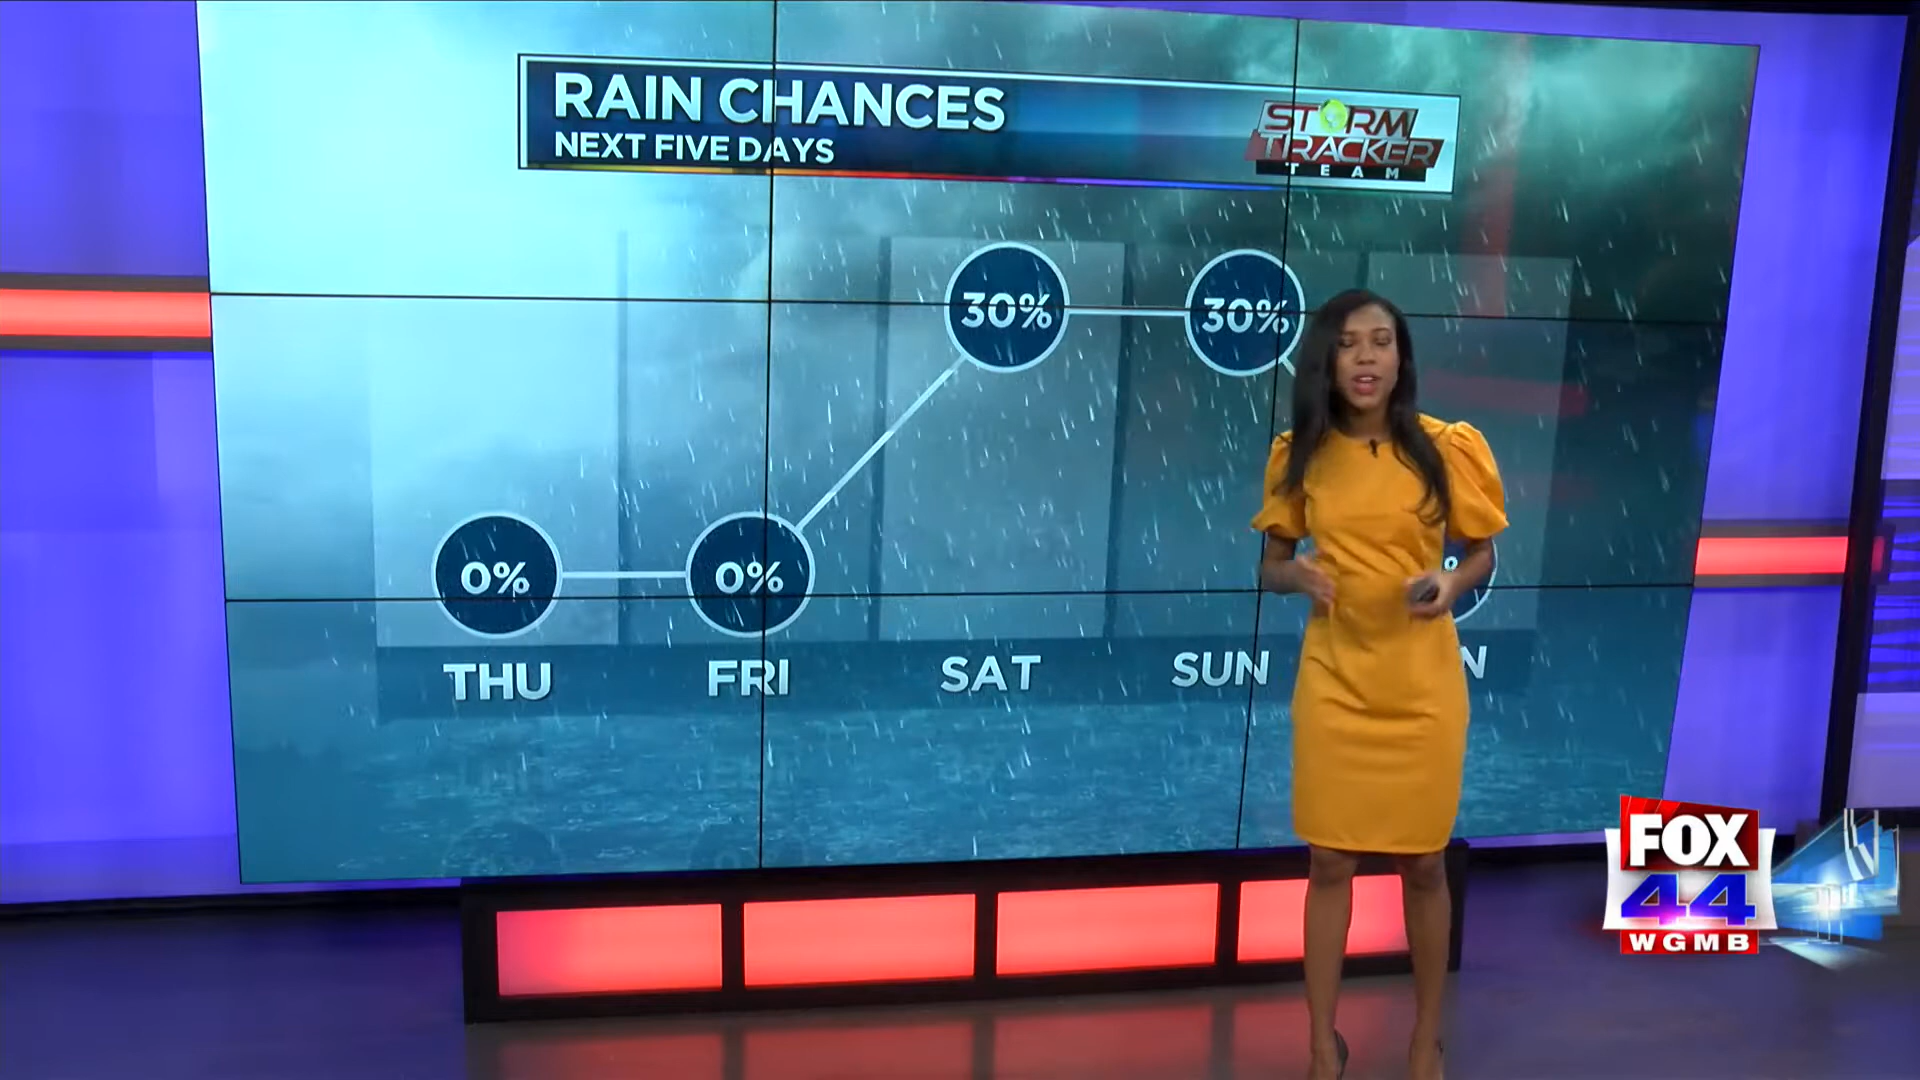 RAIN CHANCES
NEXT FIVE DAYS
STORM
TRACKER
TEAM
30%
30%
0%
0%
THU
FRI
SAT
SUN
FOX
44
WGMB